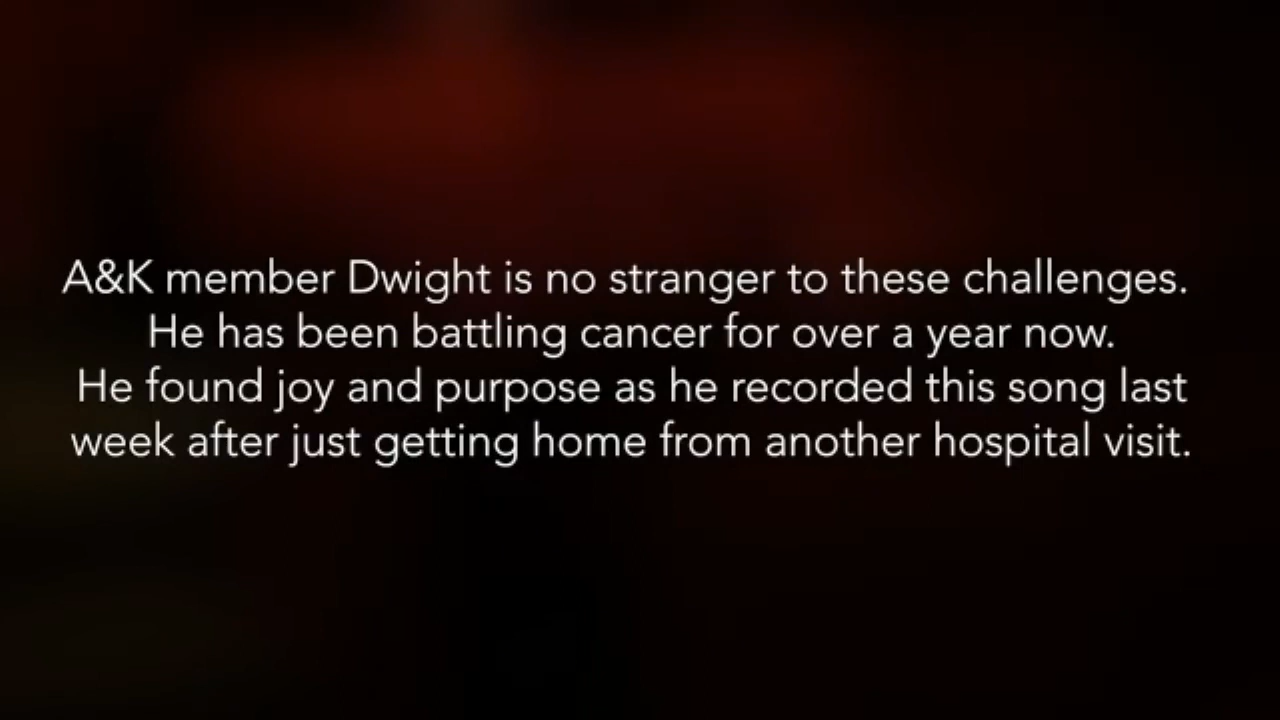 A&K member Dwight is no stranger to these challenges.
He has been battling cancer for over a year now.
He found joy and purpose as he recorded this song last
week after just getting home from another hospital visit.